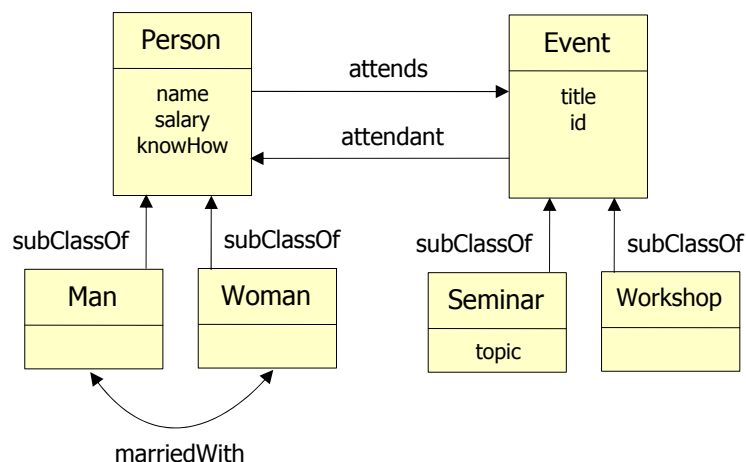 Person
name
salary
knowHow
attends
attendant
Event
title
id
subClassOf
subClassOf
subClassOf
subClassOf
Man
Woman
Seminar
topic
Workshop
marriedWith